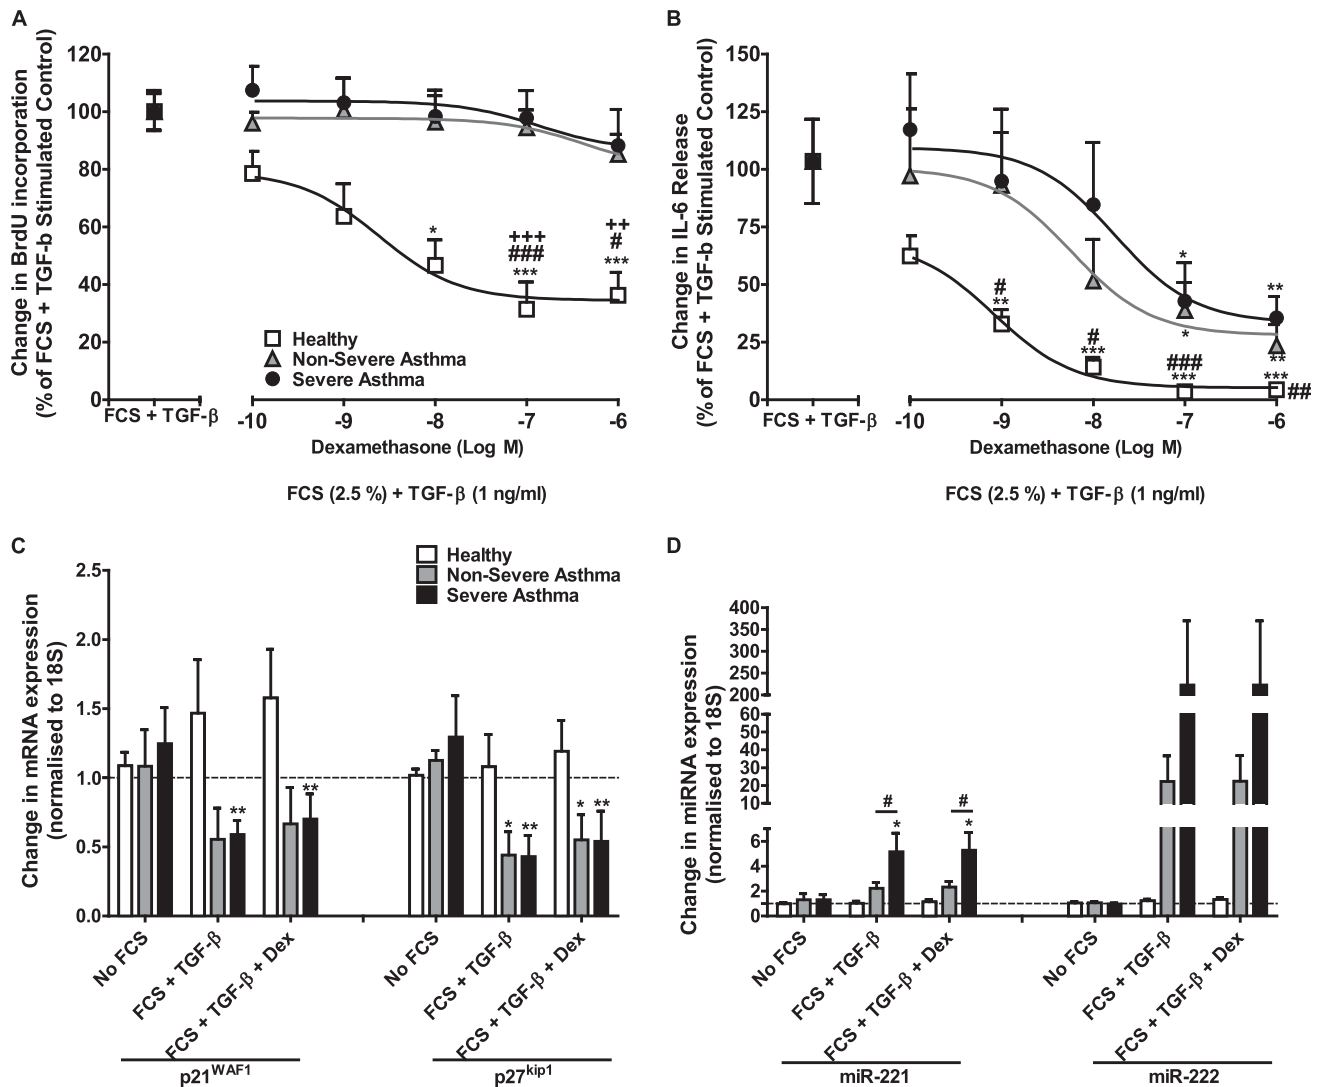 A
Change in BrdU incorporation
(% of FCS + TGF-b Stimulated Control)
120
100
80
60
40
20
0
FCS + TGF-β
*
+++
###
***
++
#
***
Healthy
Non-Severe Asthma
Severe Asthma
-10 -9 -8 -7 -6
Dexamethasone (Log M)
FCS (2.5 %) + TGF-β (1 ng/ml)
B
Change in IL-6 Release
(% of FCS + TGF-b Stimulated Control)
150
125
100
75
50
25
0
FCS + TGF-β
#
**
#
***
*
*
###
***
**
**
***
##
-10 -9 -8 -7 -6
Dexamethasone (Log M)
FCS (2.5 %) + TGF-β (1 ng/ml)
C
Healthy
Non-Severe Asthma
Severe Asthma
Change in mRNA expression
(normalised to 18S)
2.5
2.0
1.5
1.0
0.5
0.0
** ** * ** * **
No FCS
FCS + TGF-β
FCS + TGF-β + Dex
No FCS
FCS + TGF-β
FCS + TGF-β + Dex
p21WAF1
p27kip1
D
Change in miRNA expression
(normalised to 18S)
400
350
300
250
200
60
50
40
30
20
10
6
4
2
0
# #
* *
No FCS
FCS + TGF-β
FCS + TGF-β + Dex
No FCS
FCS + TGF-β
FCS + TGF-β + Dex
miR-221
miR-222